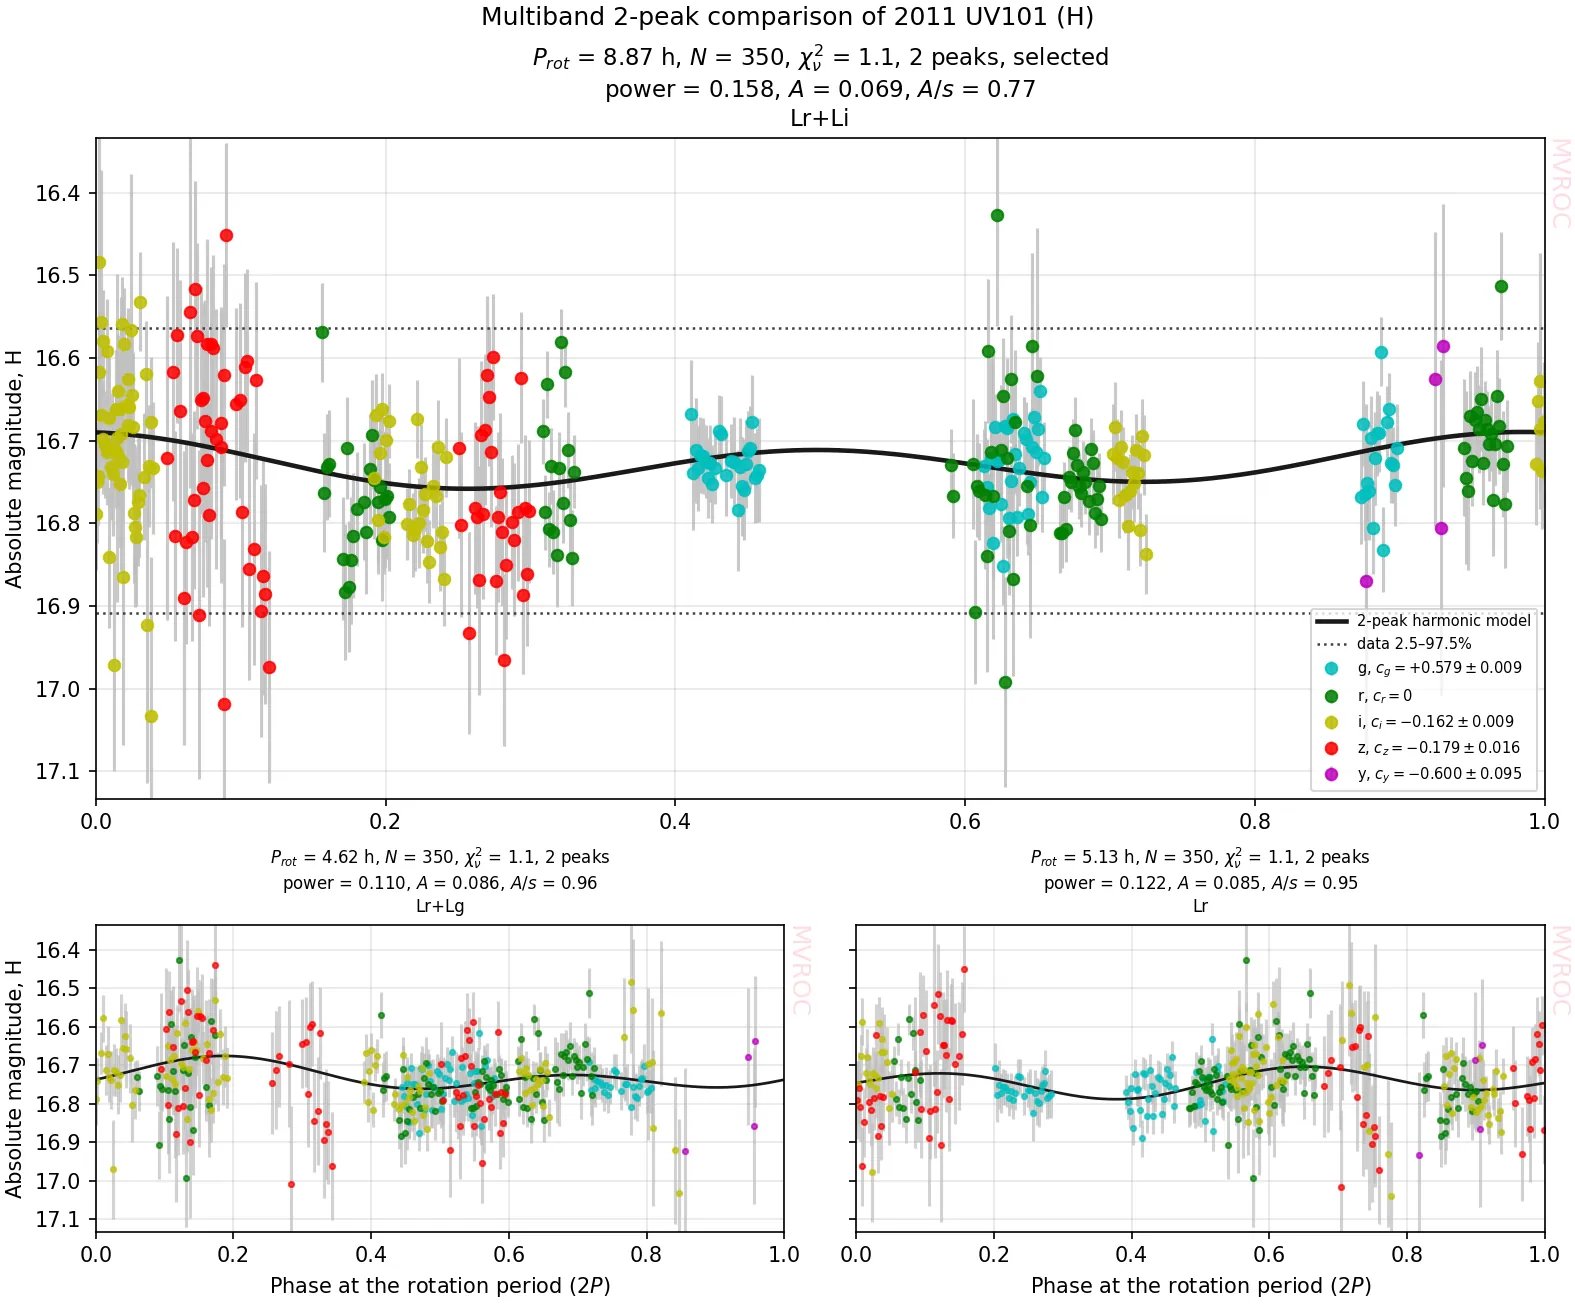 Multiband 2-peak comparison of 2011 UV101 (H)
P_rot = 8.87 h, N = 350, χ²_ν = 1.1, 2 peaks, selected
power = 0.158, A = 0.069, A/s = 0.77
Lr+Li
MVROC
Absolute magnitude, H
16.4
16.5
16.6
16.7
16.8
16.9
17.0
17.1
0.0 0.2 0.4 0.6 0.8 1.0
2-peak harmonic model
data 2.5–97.5%
g, c_g = +0.579 ± 0.009
r, c_r = 0
i, c_i = −0.162 ± 0.009
z, c_z = −0.179 ± 0.016
y, c_y = −0.600 ± 0.095
P_rot = 4.62 h, N = 350, χ²_ν = 1.1, 2 peaks
power = 0.110, A = 0.086, A/s = 0.96
Lr+Lg
MVROC
Absolute magnitude, H
16.4
16.5
16.6
16.7
16.8
16.9
17.0
17.1
0.0 0.2 0.4 0.6 0.8 1.0
Phase at the rotation period (2P)
P_rot = 5.13 h, N = 350, χ²_ν = 1.1, 2 peaks
power = 0.122, A = 0.085, A/s = 0.95
Lr
MVROC
0.0 0.2 0.4 0.6 0.8 1.0
Phase at the rotation period (2P)